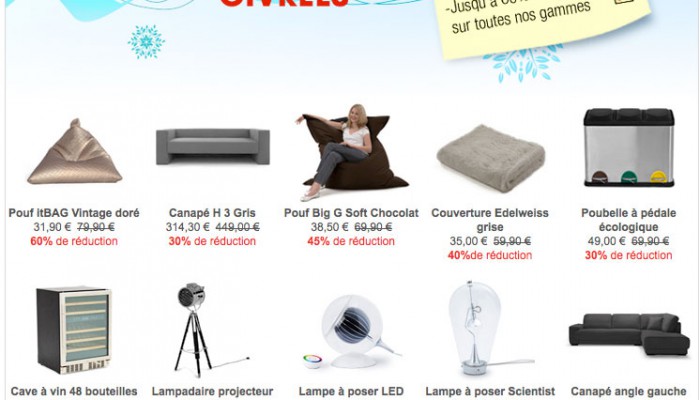 GIVRÉES
-Jusqu'à
sur toutes nos gammes
Pouf itBAG Vintage doré
31,90 € 79,90 €
60% de réduction
Canapé H 3 Gris
314,30 € 449,00 €
30% de réduction
Pouf Big G Soft Chocolat
38,50 € 69,90 €
45% de réduction
Couverture Edelweiss
grise
35,00 € 59,90 €
40%de réduction
Poubelle à pédale
écologique
49,00 € 69,90 €
30% de réduction
Cave à vin 48 bouteilles
Lampadaire projecteur
Lampe à poser LED
Lampe à poser Scientist
Canapé angle gauche